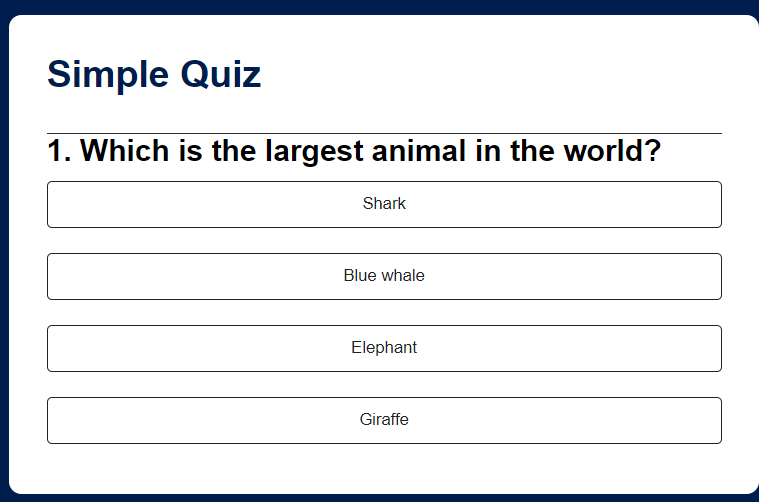 Simple Quiz
1. Which is the largest animal in the world?
Shark
Blue whale
Elephant
Giraffe